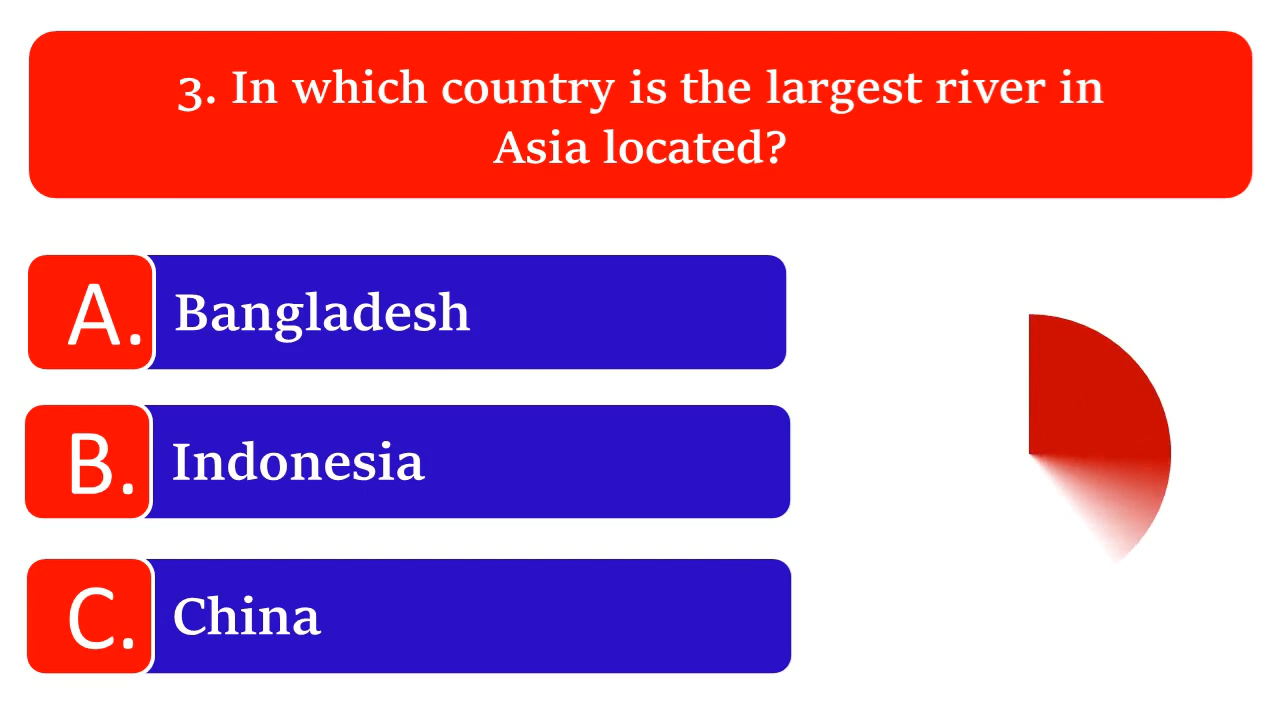 3. In which country is the largest river in
Asia located?
A. Bangladesh
B. Indonesia
C. China